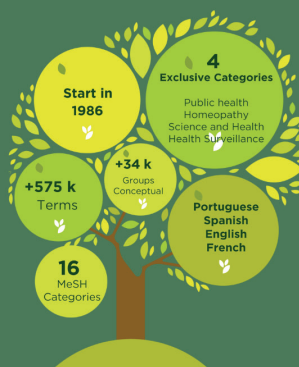 Start in
1986
4
Exclusive Categories
Public health
Homeopathy
Science and Health
Health Surveillance
+575 k
Terms
+34 k
Groups
Conceptual
Portuguese
Spanish
English
French
16
MeSH
Categories